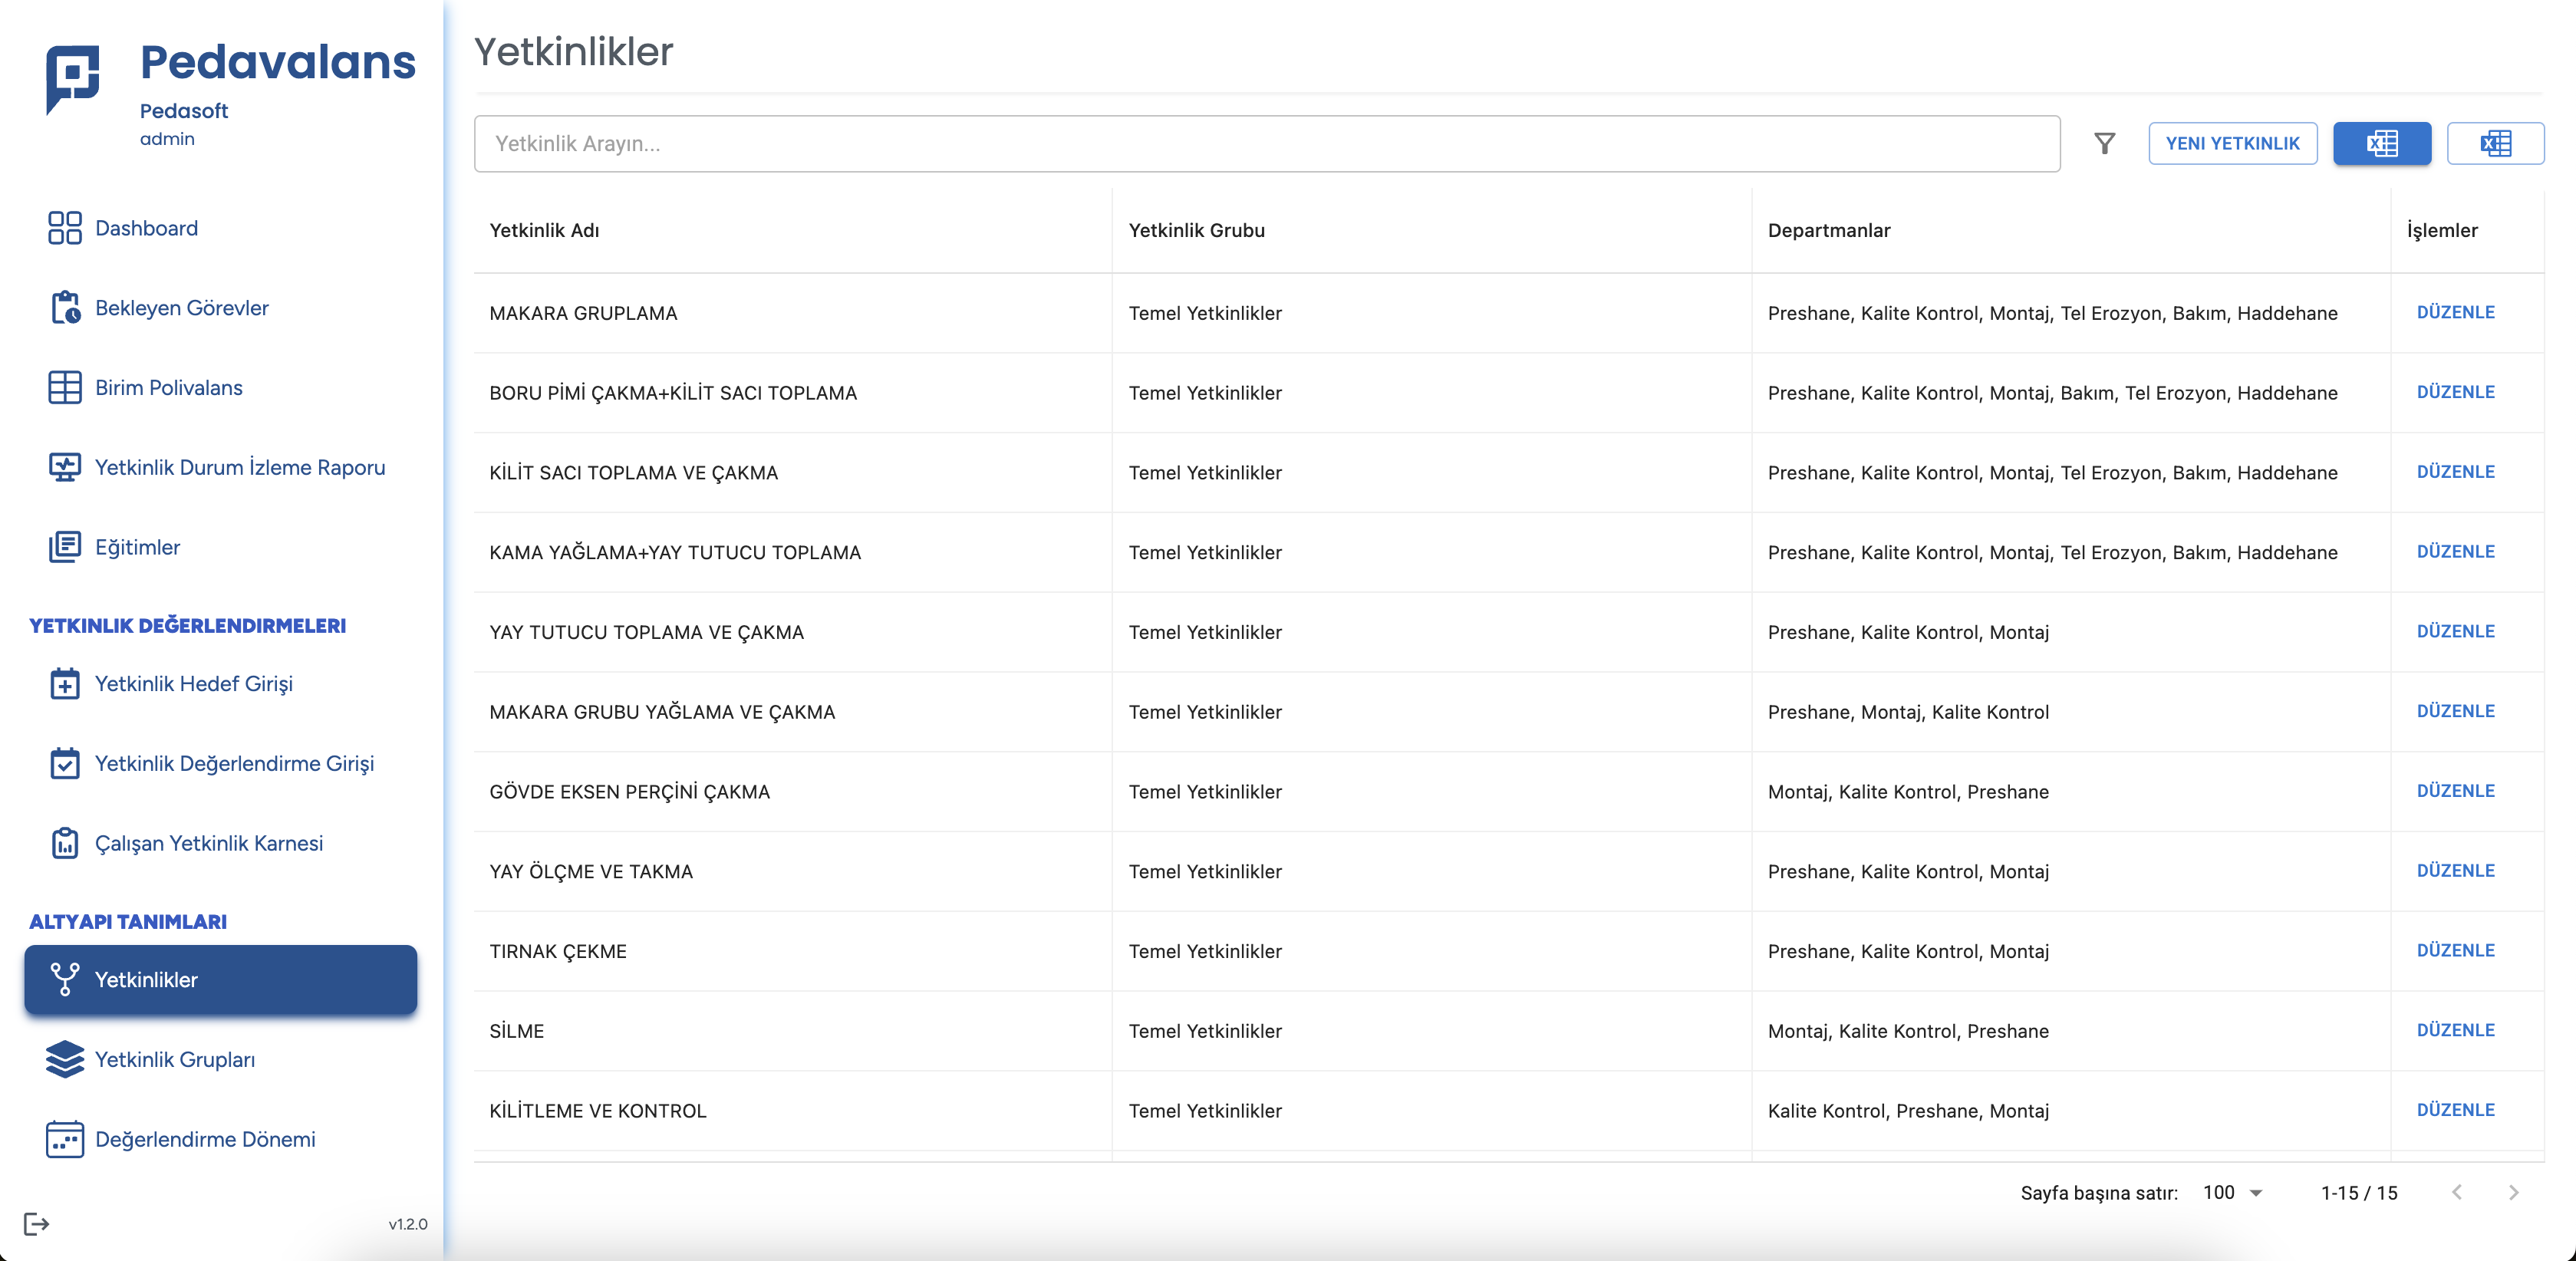 Pedavalans
Pedasoft
admin
Dashboard
Bekleyen Görevler
Birim Polivalans
Yetkinlik Durum İzleme Raporu
Eğitimler
YETKINLIK DEĞERLENDIRMELERI
Yetkinlik Hedef Girişi
Yetkinlik Değerlendirme Girişi
Çalışan Yetkinlik Karnesi
ALTYAPI TANIMLARI
Yetkinlikler
Yetkinlik Grupları
Değerlendirme Dönemi
v1.2.0
Yetkinlikler
Yetkinlik Arayın...
YENI YETKINLIK
Yetkinlik Adı Yetkinlik Grubu Departmanlar İşlemler
MAKARA GRUPLAMA Temel Yetkinlikler Preshane, Kalite Kontrol, Montaj, Tel Erozyon, Bakım, Haddehane DÜZENLE
BORU PİMİ ÇAKMA+KİLİT SACI TOPLAMA Temel Yetkinlikler Preshane, Kalite Kontrol, Montaj, Bakım, Tel Erozyon, Haddehane DÜZENLE
KİLİT SACI TOPLAMA VE ÇAKMA Temel Yetkinlikler Preshane, Kalite Kontrol, Montaj, Tel Erozyon, Bakım, Haddehane DÜZENLE
KAMA YAĞLAMA+YAY TUTUCU TOPLAMA Temel Yetkinlikler Preshane, Kalite Kontrol, Montaj, Tel Erozyon, Bakım, Haddehane DÜZENLE
YAY TUTUCU TOPLAMA VE ÇAKMA Temel Yetkinlikler Preshane, Kalite Kontrol, Montaj DÜZENLE
MAKARA GRUBU YAĞLAMA VE ÇAKMA Temel Yetkinlikler Preshane, Montaj, Kalite Kontrol DÜZENLE
GÖVDE EKSEN PERÇİNİ ÇAKMA Temel Yetkinlikler Montaj, Kalite Kontrol, Preshane DÜZENLE
YAY ÖLÇME VE TAKMA Temel Yetkinlikler Preshane, Kalite Kontrol, Montaj DÜZENLE
TIRNAK ÇEKME Temel Yetkinlikler Preshane, Kalite Kontrol, Montaj DÜZENLE
SİLME Temel Yetkinlikler Montaj, Kalite Kontrol, Preshane DÜZENLE
KİLİTLEME VE KONTROL Temel Yetkinlikler Kalite Kontrol, Preshane, Montaj DÜZENLE
Sayfa başına satır: 100 1-15 / 15